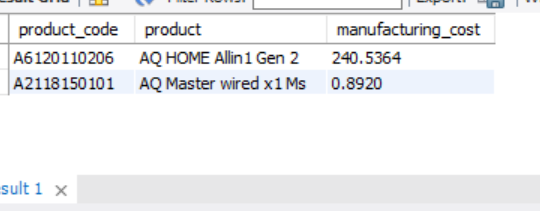 Result Grid Filter Rows: Export:
product_code product manufacturing_cost
A6120110206 AQ HOME Allin1 Gen 2 240.5364
A2118150101 AQ Master wired x1 Ms 0.8920
esult 1 ×